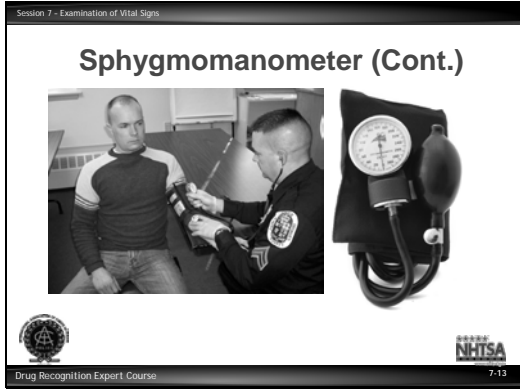 Session 7 - Examination of Vital Signs
Sphygmomanometer (Cont.)
NHTSA
Drug Recognition Expert Course
7-13